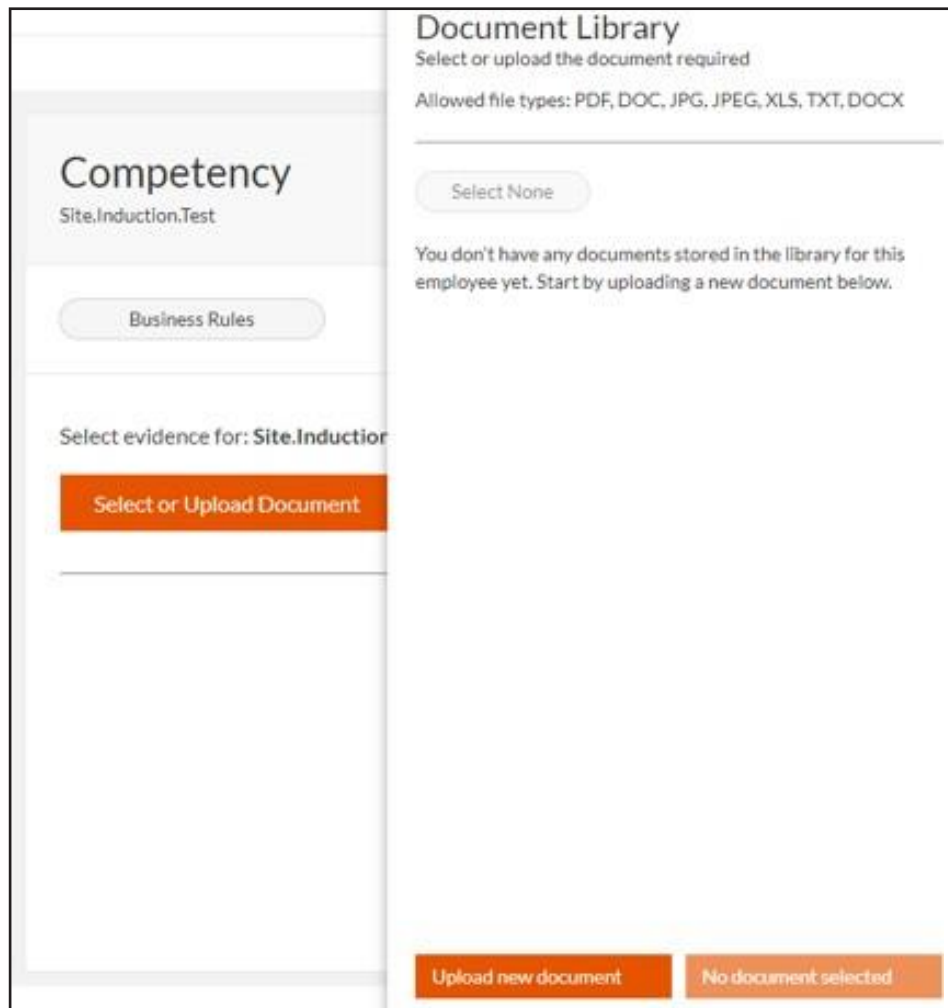 Competency
Site.Induction.Test
Business Rules
Select evidence for: Site.Induction
Select or Upload Document
Document Library
Select or upload the document required
Allowed file types: PDF, DOC, JPG, JPEG, XLS, TXT, DOCX
Select None
You don't have any documents stored in the library for this
employee yet. Start by uploading a new document below.
Upload new document
No document selected